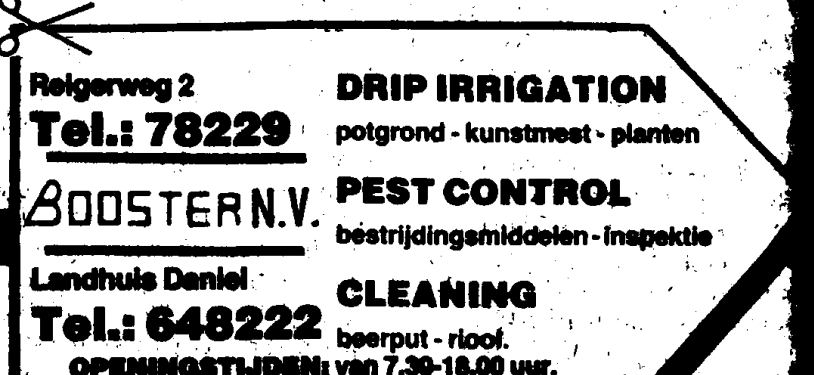 Reigerweg 2
Tel.: 78229
BOOSTER N.V.
Landhuis Daniel
Tel.: 648222
DRIP IRRIGATION
potgrond - kunstmest - planten
PEST CONTROL
bestrijdingsmiddelen - inspektie
CLEANING
beerput - riool.
OPENINGSTIJDEN: van 7.30-18.00 uur.